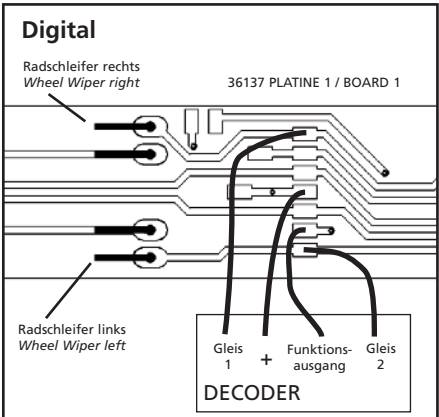 Digital
Radschleifer rechts
Wheel Wiper right
36137 PLATINE 1 / BOARD 1
Radschleifer links
Wheel Wiper left
Gleis
1
+
Funktions-
ausgang
Gleis
2
DECODER